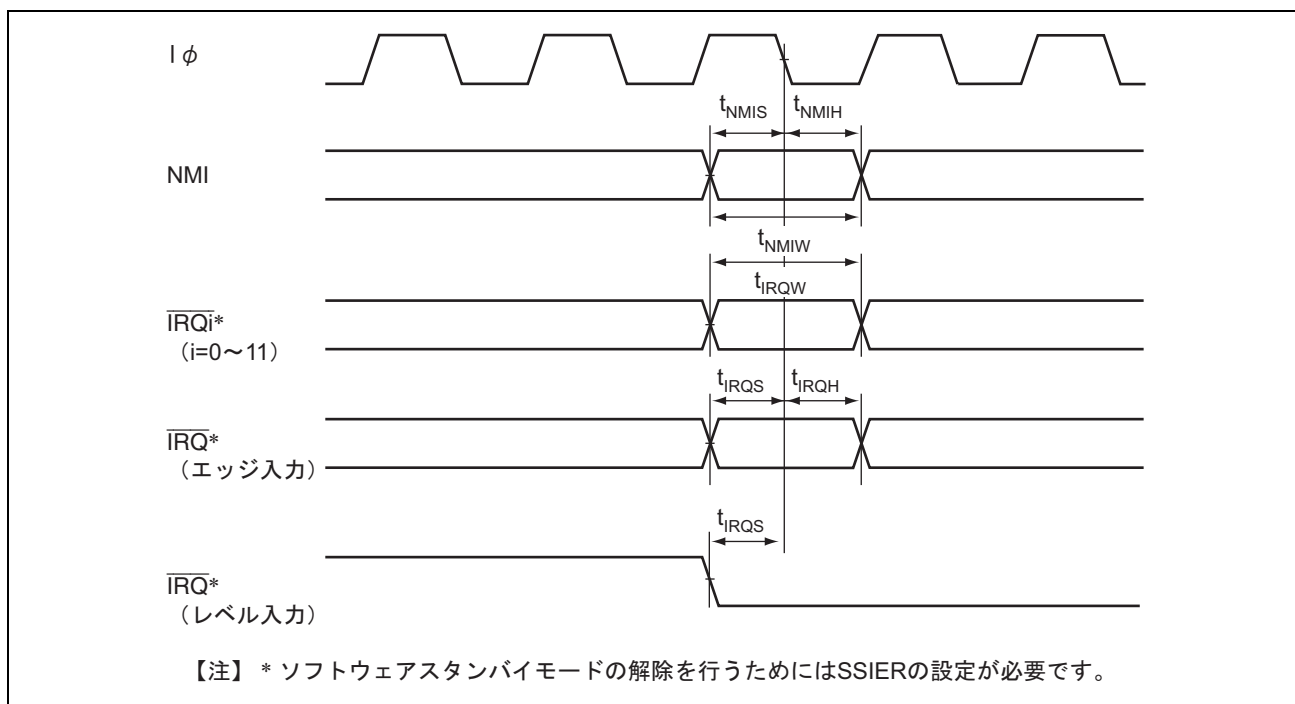 Iφ
tNMIS tNMIH
NMI
tNMIW
tIRQW
IRQi*
（i=0～11）
tIRQS tIRQH
IRQ*
（エッジ入力）
tIRQS
IRQ*
（レベル入力）
【注】 * ソフトウェアスタンバイモードの解除を行うためにはSSIERの設定が必要です。